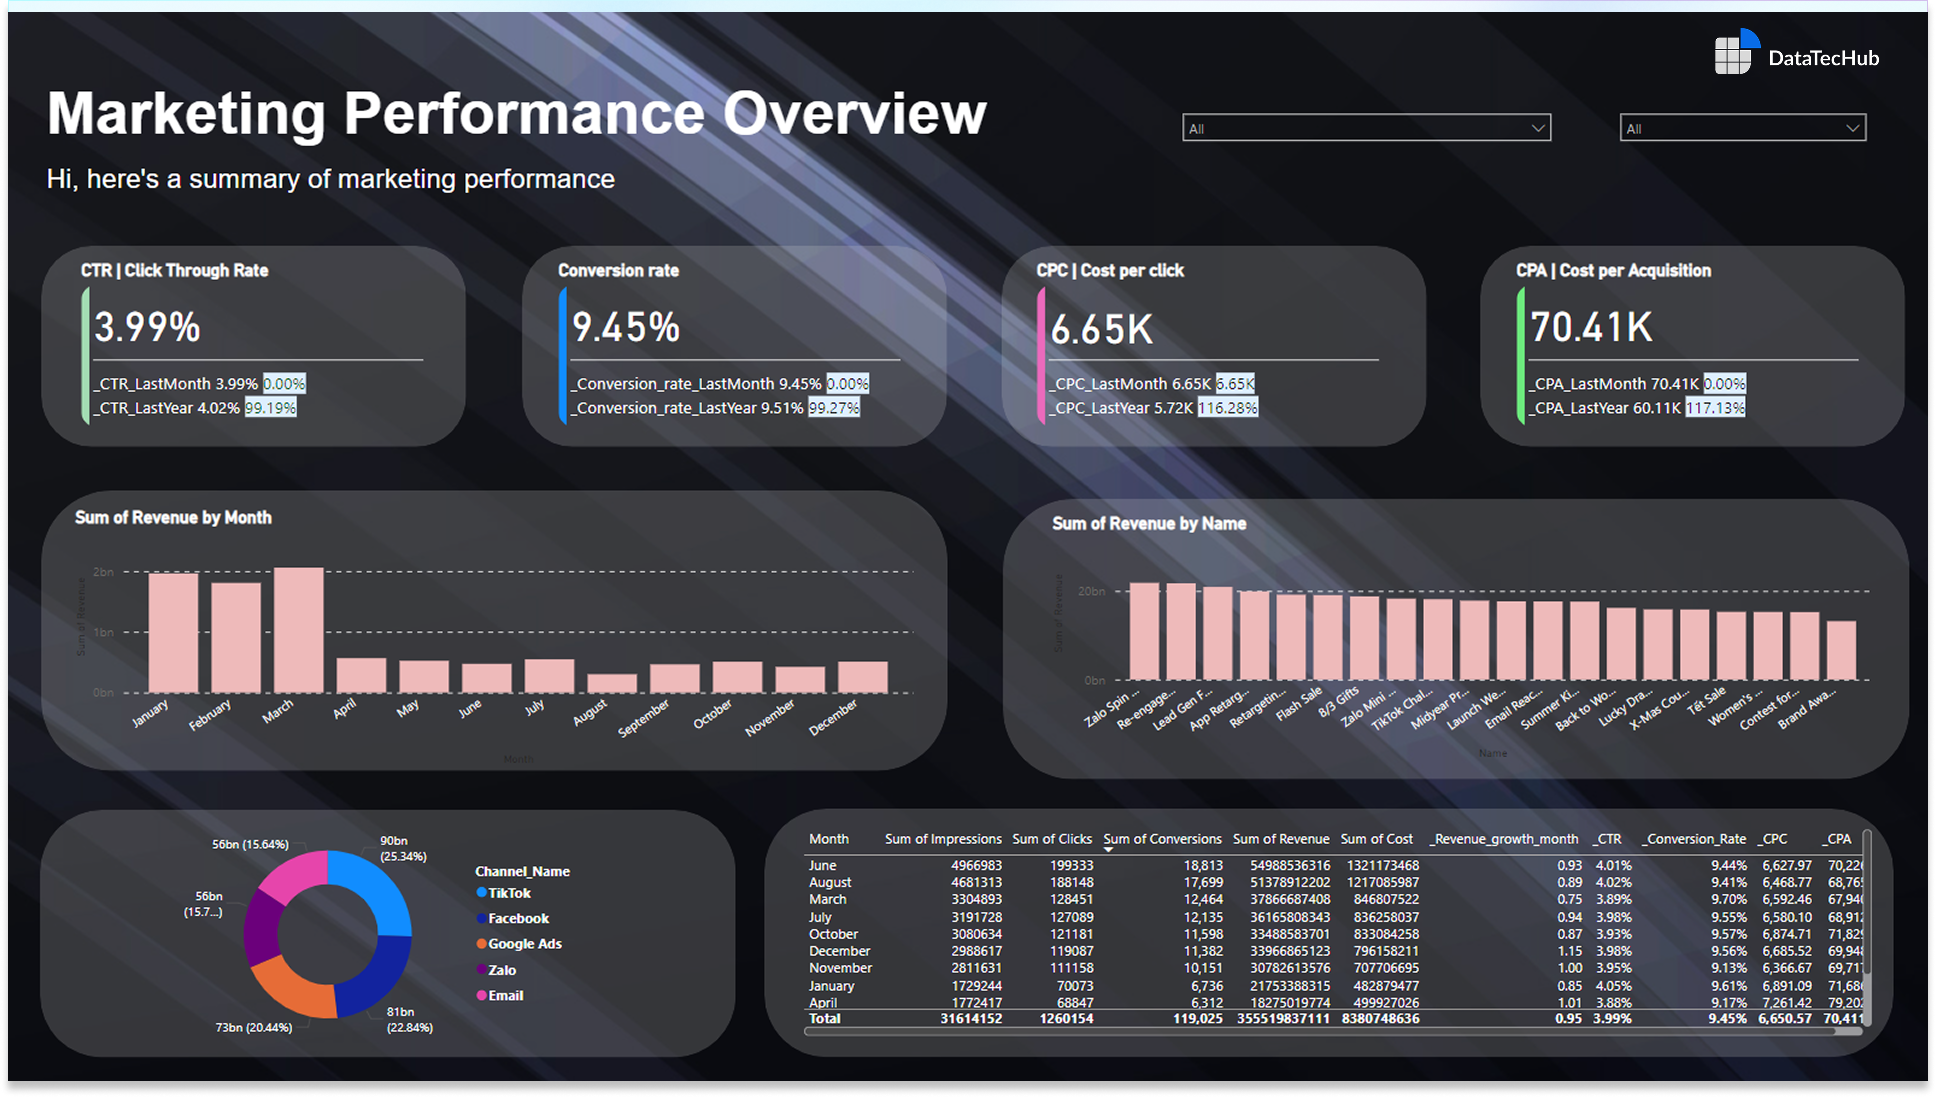 DataTecHub
Marketing Performance Overview
All
All
Hi, here's a summary of marketing performance
CTR | Click Through Rate
3.99%
_CTR_LastMonth 3.99% 0.00%
_CTR_LastYear 4.02% 99.19%
Conversion rate
9.45%
_Conversion_rate_LastMonth 9.45% 0.00%
_Conversion_rate_LastYear 9.51% 99.27%
CPC | Cost per click
6.65K
_CPC_LastMonth 6.65K 6.65K
_CPC_LastYear 5.72K 116.28%
CPA | Cost per Acquisition
70.41K
_CPA_LastMonth 70.41K 0.00%
_CPA_LastYear 60.11K 117.13%
Sum of Revenue by Month
Sum of Revenue
2bn
1bn
0bn
January
February
March
April
May
June
July
August
September
October
November
December
Month
Sum of Revenue by Name
Sum of Revenue
20bn
0bn
Zalo Spin ...
Re-engage...
Lead Gen F...
App Retarg...
Retargetin...
Flash Sale
8/3 Gifts
Zalo Mini ...
TikTok Chal...
Midyear Pr...
Launch We...
Email Reac...
Summer Ki...
Back to Wo...
Lucky Dra...
X-Mas Cou...
Tết Sale
Women's ...
Contest for...
Brand Awa...
Name
56bn (15.64%)
90bn
(25.34%)
56bn
(15.7...)
73bn (20.44%)
81bn
(22.84%)
Channel_Name
TikTok
Facebook
Google Ads
Zalo
Email
Month Sum of Impressions Sum of Clicks Sum of Conversions Sum of Revenue Sum of Cost _Revenue_growth_month _CTR _Conversion_Rate _CPC _CPA
June 4966983 199333 18,813 54988536316 1321173468 0.93 4.01% 9.44% 6,627.97 70,226
August 4681313 188148 17,699 51378912202 1217085987 0.89 4.02% 9.41% 6,468.77 68,765
March 3304893 128451 12,464 37866687408 846807522 0.75 3.89% 9.70% 6,592.46 67,940
July 3191728 127089 12,135 36165808343 836258037 0.94 3.98% 9.55% 6,580.10 68,912
October 3080634 121181 11,598 33488583701 833084258 0.87 3.93% 9.57% 6,874.71 71,829
December 2988617 119087 11,382 33966865123 796158211 1.15 3.98% 9.56% 6,685.52 69,948
November 2811631 111158 10,151 30782613576 707706695 1.00 3.95% 9.13% 6,366.67 69,717
January 1729244 70073 6,736 21753388315 482879477 0.85 4.05% 9.61% 6,891.09 71,686
April 1772417 68847 6,312 18275019774 499927026 1.01 3.88% 9.17% 7,261.42 79,202
Total 31614152 1260154 119,025 355519837111 8380748636 0.95 3.99% 9.45% 6,650.57 70,411